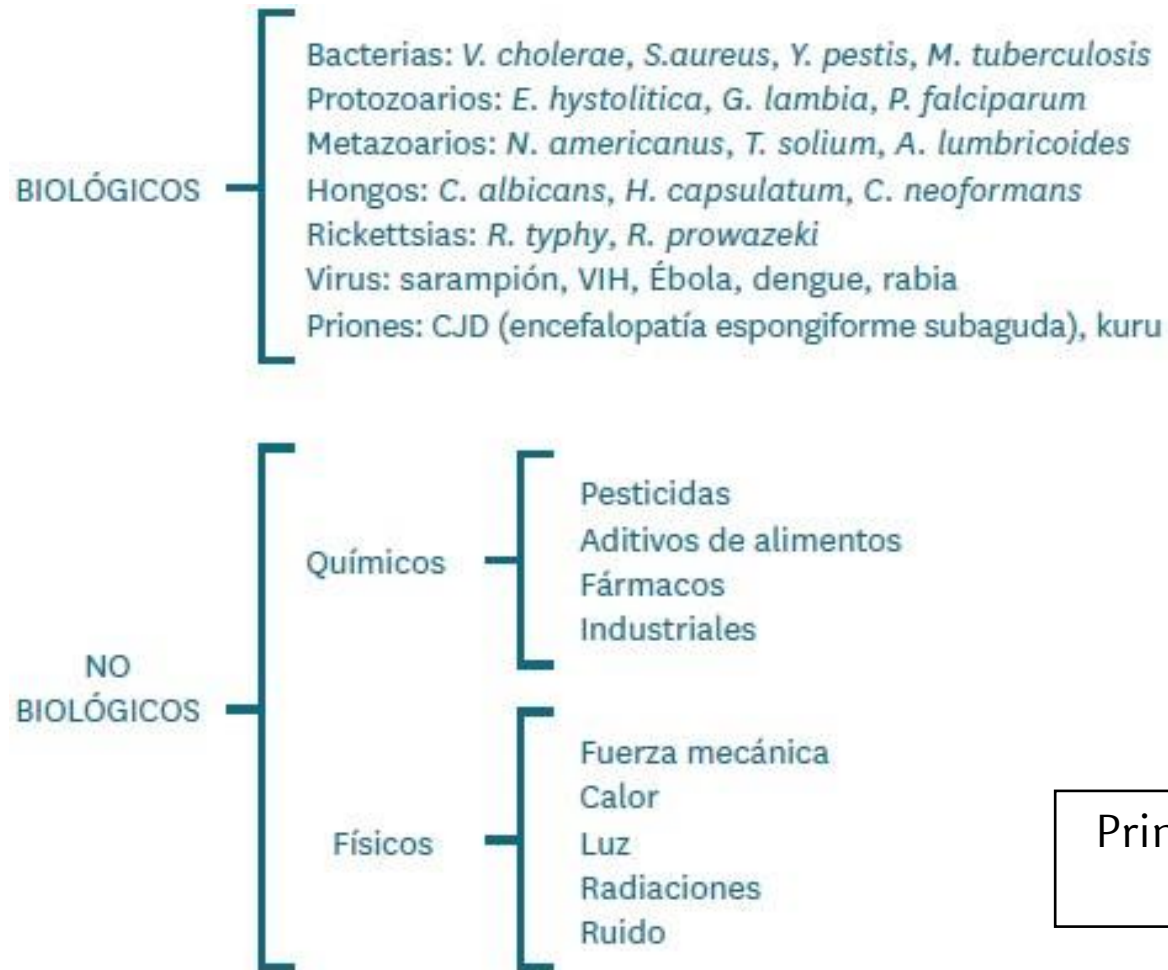 BIOLÓGICOS
Bacterias: V. cholerae, S.aureus, Y. pestis, M. tuberculosis
Protozoarios: E. hystolitica, G. lambia, P. falciparum
Metazoarios: N. americanus, T. solium, A. lumbricoides
Hongos: C. albicans, H. capsulatum, C. neoformans
Rickettsias: R. typhy, R. prowazeki
Virus: sarampión, VIH, Ébola, dengue, rabia
Priones: CJD (encefalopatía espongiforme subaguda), kuru
NO
BIOLÓGICOS
Químicos
Pesticidas
Aditivos de alimentos
Fármacos
Industriales
Físicos
Fuerza mecánica
Calor
Luz
Radiaciones
Ruido